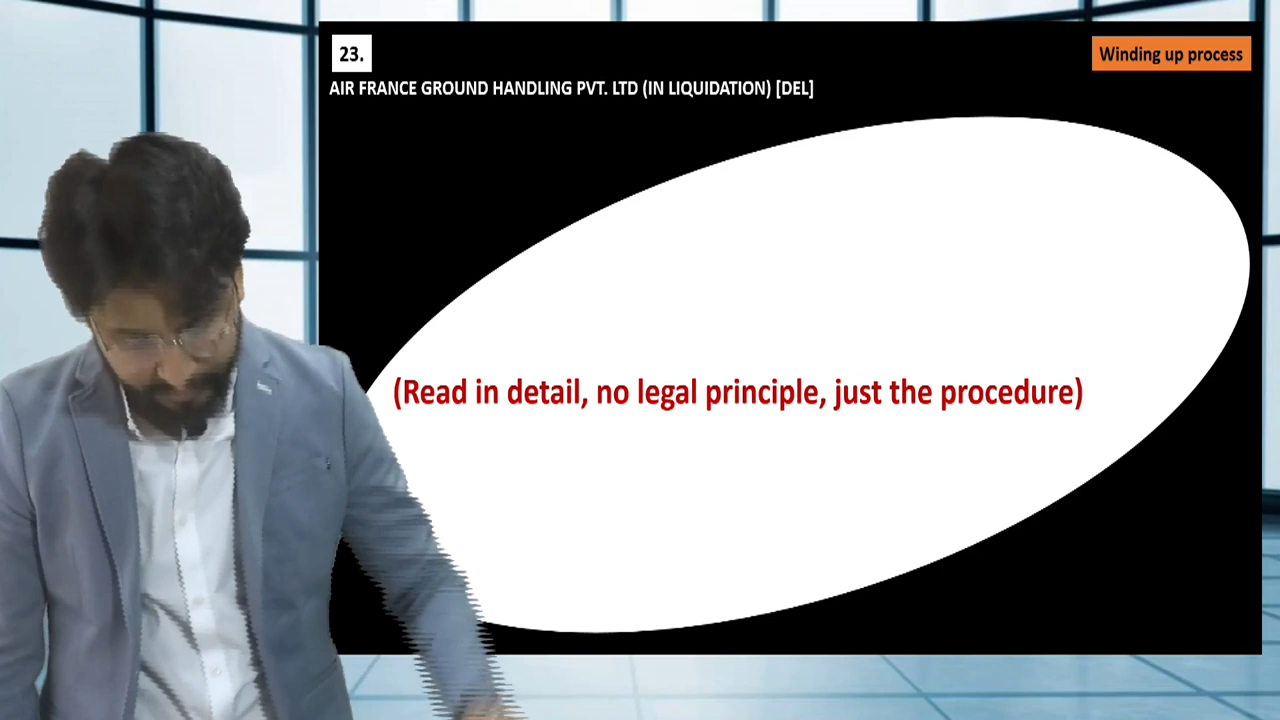 23.
Winding up process
AIR FRANCE GROUND HANDLING PVT. LTD (IN LIQUIDATION) [DEL]
(Read in detail, no legal principle, just the procedure)